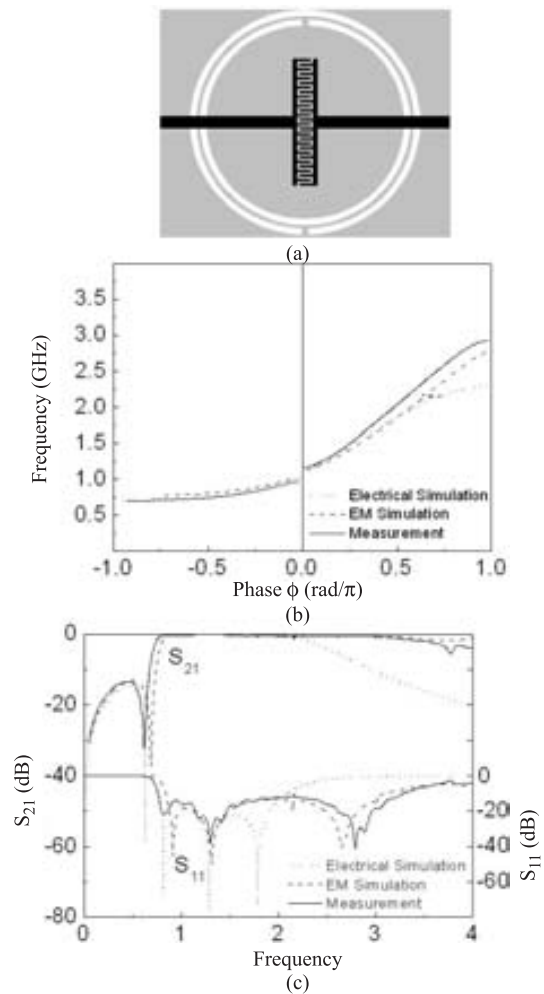 (a)
Frequency (GHz)
3.5
3.0
2.5
2.0
1.5
1.0
0.5
Electrical Simulation
EM Simulation
Measurement
-1.0 -0.5 0.0 0.5 1.0
Phase ϕ (rad/π)
(b)
S21 (dB)
0
-20
-40
-60
-80
S21
S11
0
-20
-40
-60
S11 (dB)
Electrical Simulation
EM Simulation
Measurement
0 1 2 3 4
Frequency
(c)